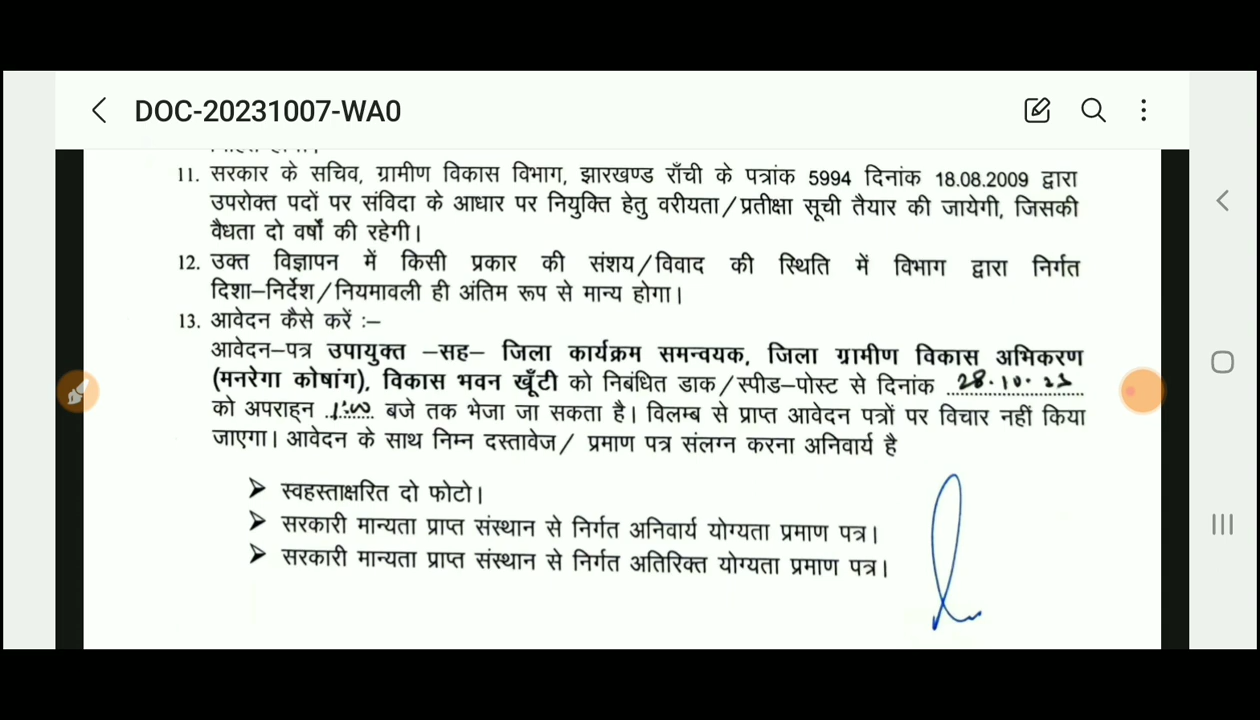 DOC-20231007-WA0
11. सरकार के सचिव, ग्रामीण विकास विभाग, झारखण्ड राँची के पत्रांक 5994 दिनांक 18.08.2009 द्वारा
उपरोक्त पदों पर संविदा के आधार पर नियुक्ति हेतु वरीयता/प्रतीक्षा सूची तैयार की जायेगी, जिसकी
वैधता दो वर्षों की रहेगी।
12. उक्त विज्ञापन में किसी प्रकार की संशय/विवाद की स्थिति में विभाग द्वारा निर्गत
दिशा–निर्देश/नियमावली ही अंतिम रूप से मान्य होगा।
13. आवेदन कैसे करें :–
आवेदन–पत्र उपायुक्त –सह– जिला कार्यक्रम समन्वयक, जिला ग्रामीण विकास अभिकरण
(मनरेगा कोषांग), विकास भवन खूँटी को निबंधित डाक/स्पीड–पोस्ट से दिनांक 28.10.23
को अपराह्न 1:00 बजे तक भेजा जा सकता है। विलम्ब से प्राप्त आवेदन पत्रों पर विचार नहीं किया
जाएगा। आवेदन के साथ निम्न दस्तावेज/ प्रमाण पत्र संलग्न करना अनिवार्य है
➤ स्वहस्ताक्षरित दो फोटो।
➤ सरकारी मान्यता प्राप्त संस्थान से निर्गत अनिवार्य योग्यता प्रमाण पत्र।
➤ सरकारी मान्यता प्राप्त संस्थान से निर्गत अतिरिक्त योग्यता प्रमाण पत्र।